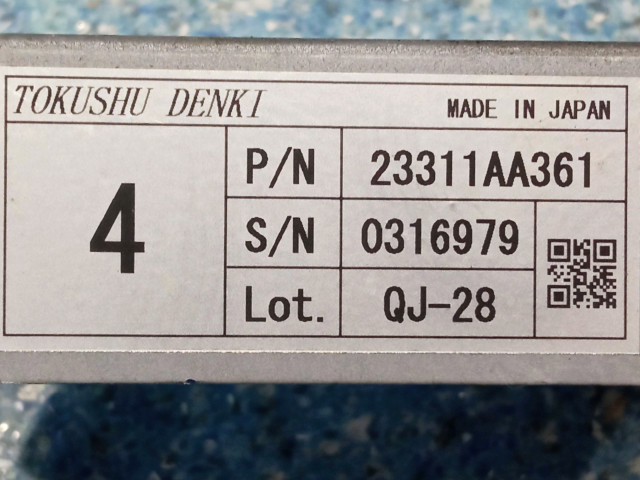 TOKUSHU DENKI MADE IN JAPAN
4
P/N 23311AA361
S/N 0316979
Lot. QJ-28